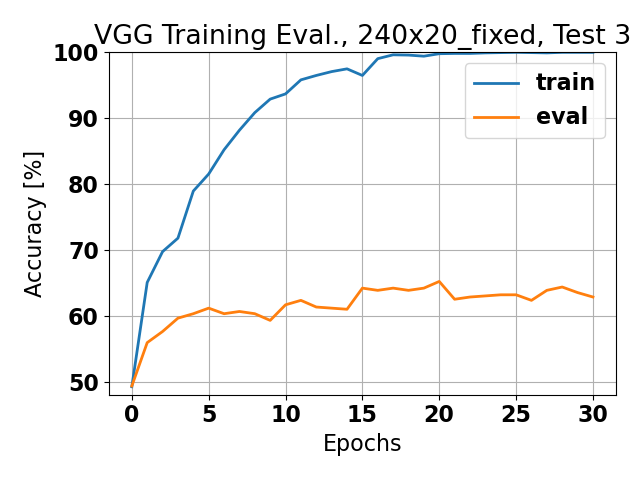 VGG Training Eval., 240x20_fixed, Test 3
100
90
80
70
60
50
Accuracy [%]
train
eval
0 5 10 15 20 25 30
Epochs